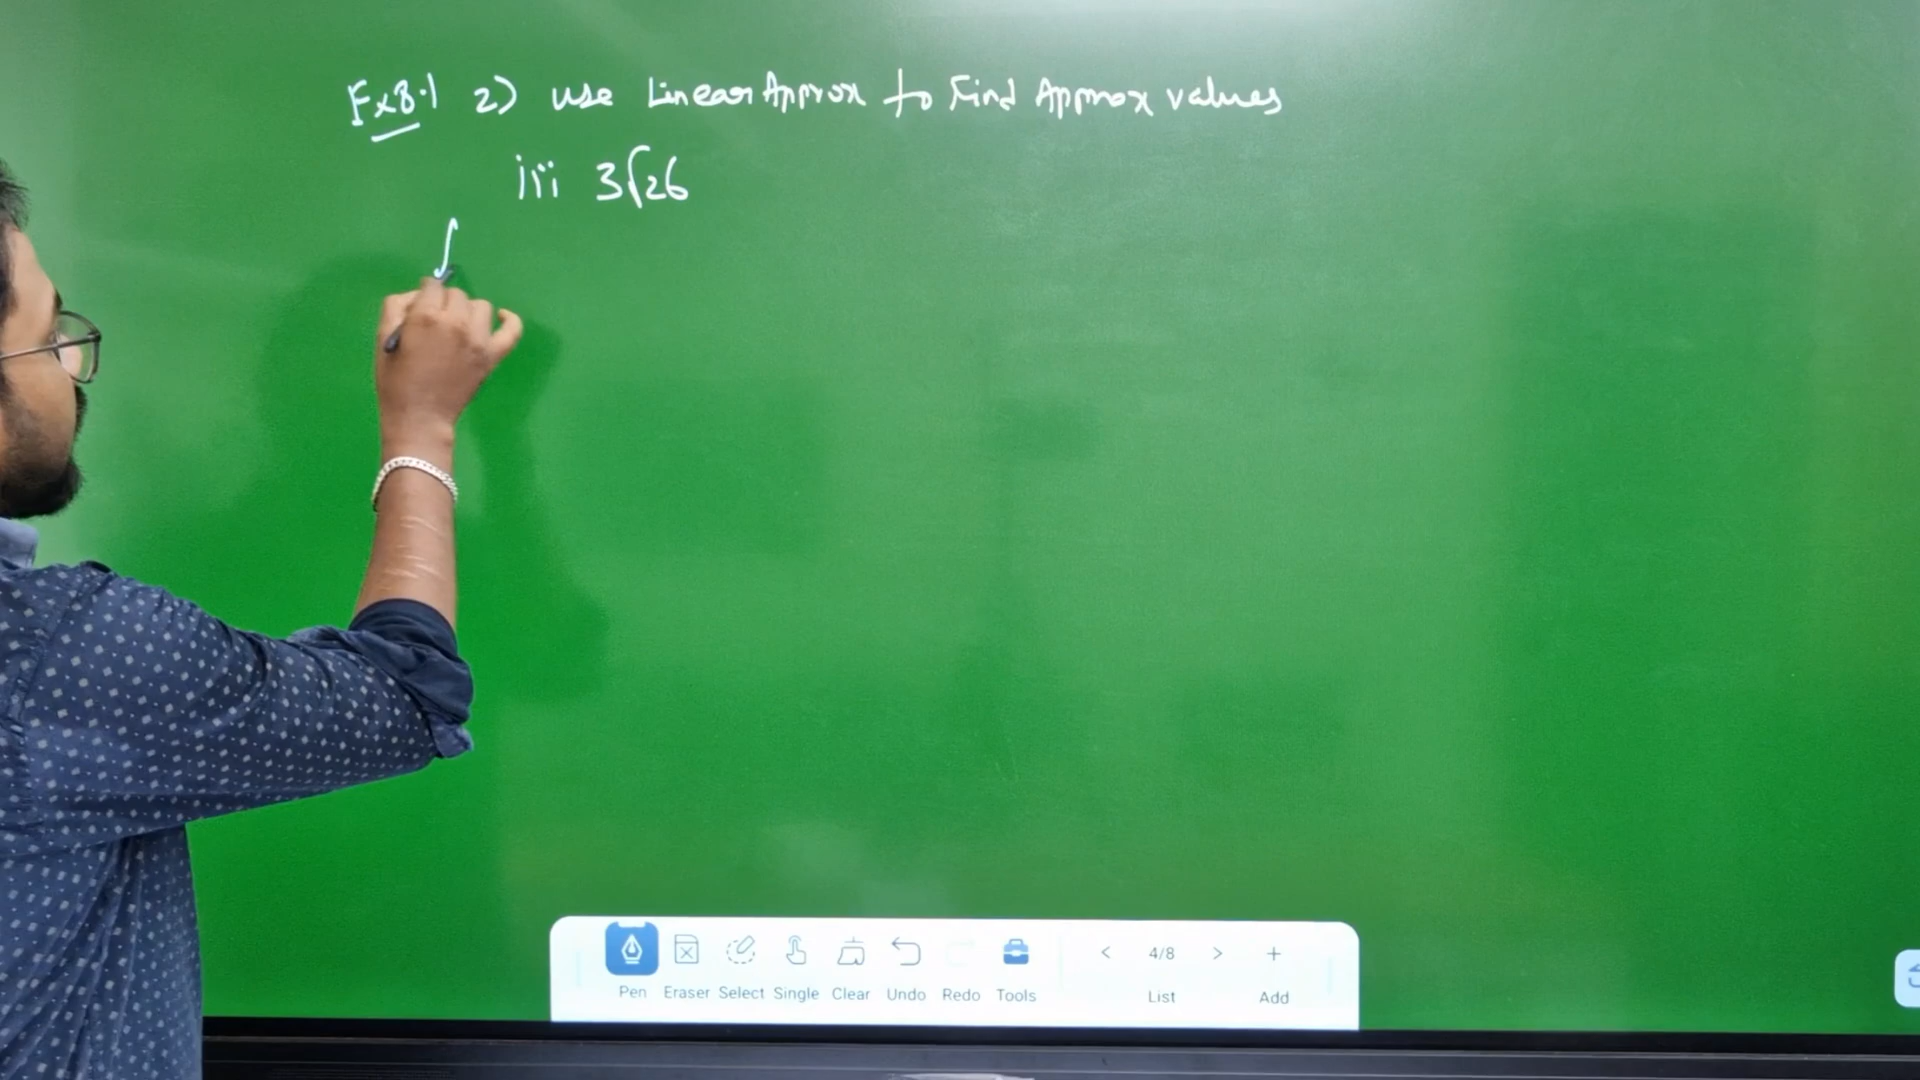 Ex8.1 2) use Linear Approx to Find Approx values
iii 3√26
∫
Pen Eraser Select Single Clear Undo Redo Tools < 4/8 > List + Add